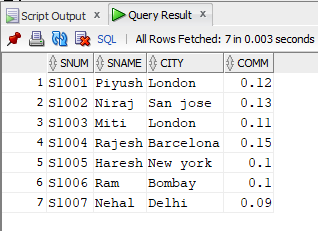 Script Output x Query Result x
SQL | All Rows Fetched: 7 in 0.003 seconds
SNUM SNAME CITY COMM
1 S1001 Piyush London 0.12
2 S1002 Niraj San jose 0.13
3 S1003 Miti London 0.11
4 S1004 Rajesh Barcelona 0.15
5 S1005 Haresh New york 0.1
6 S1006 Ram Bombay 0.1
7 S1007 Nehal Delhi 0.09